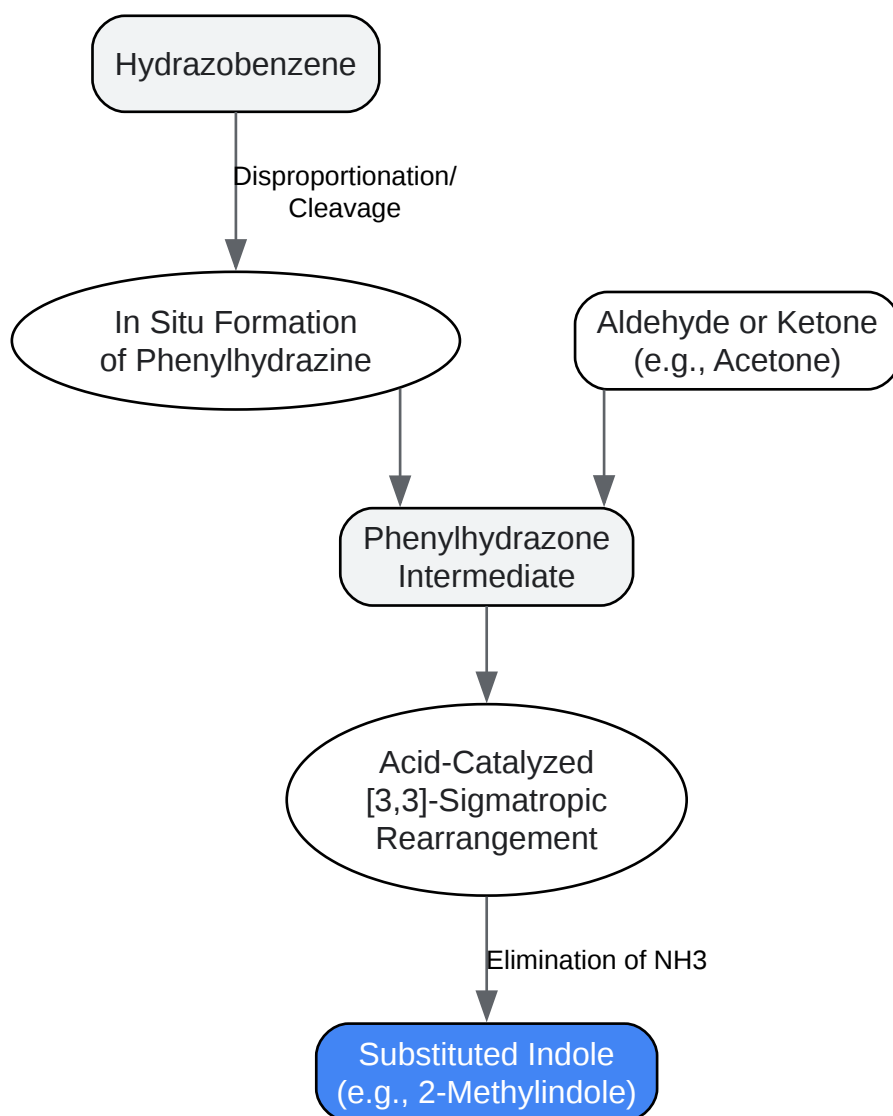 Hydrazobenzene
Disproportionation/
Cleavage
In Situ Formation
of Phenylhydrazine
Aldehyde or Ketone
(e.g., Acetone)
Phenylhydrazone
Intermediate
Acid-Catalyzed
[3,3]-Sigmatropic
Rearrangement
Elimination of NH3
Substituted Indole
(e.g., 2-Methylindole)